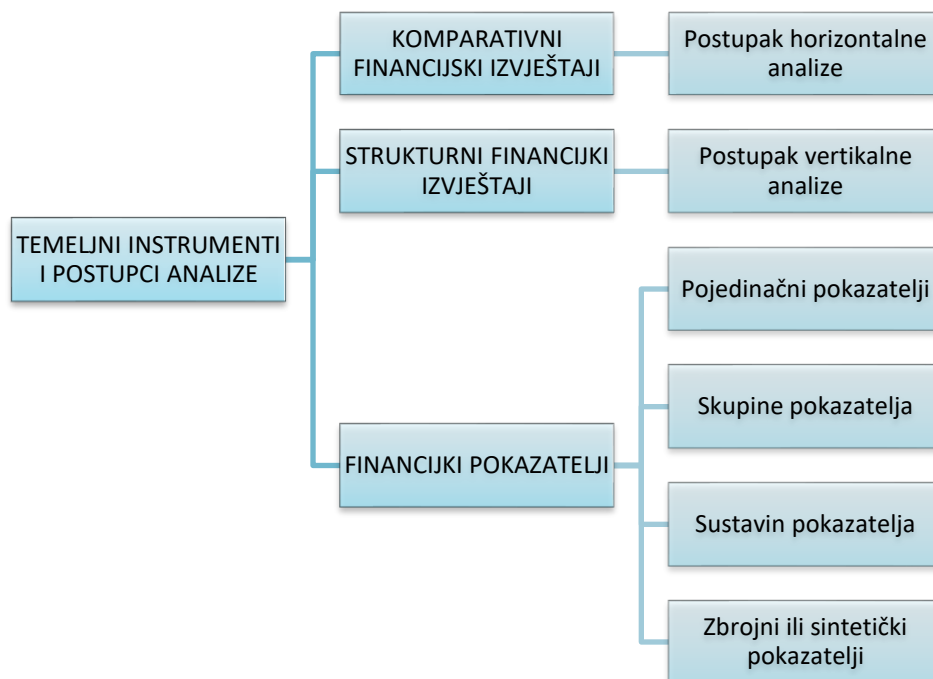 KOMPARATIVNI
FINANCIJSKI IZVJEŠTAJI
Postupak horizontalne
analize
STRUKTURNI FINANCIJKI
IZVJEŠTAJI
Postupak vertikalne
analize
TEMELJNI INSTRUMENTI
I POSTUPCI ANALIZE
Pojedinačni pokazatelji
Skupine pokazatelja
FINANCIJKI POKAZATELJI
Sustavin pokazatelja
Zbrojni ili sintetički
pokazatelji